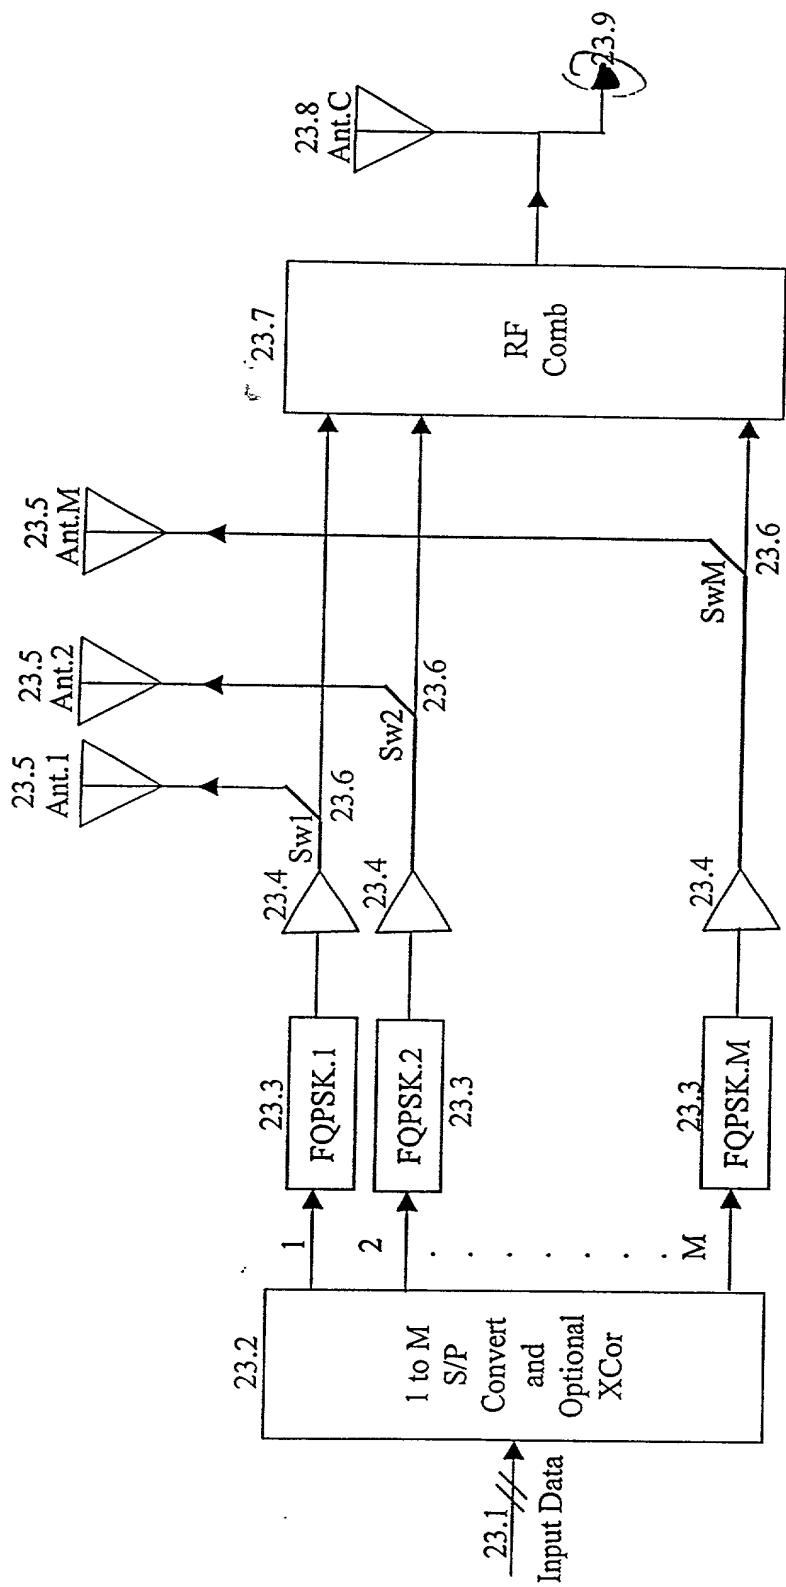 23.1
Input Data
23.2
1 to M
S/P
Convert
and
Optional
XCor
1
2
. . . . . . .
M
23.3
FQPSK.1
FQPSK.2
23.3
23.3
FQPSK.M
23.4
23.4
23.4
Sw1
23.6
Sw2
23.6
SwM
23.6
23.5
Ant.1
23.5
Ant.2
23.5
Ant.M
23.7
RF
Comb
23.8
Ant.C
23.9